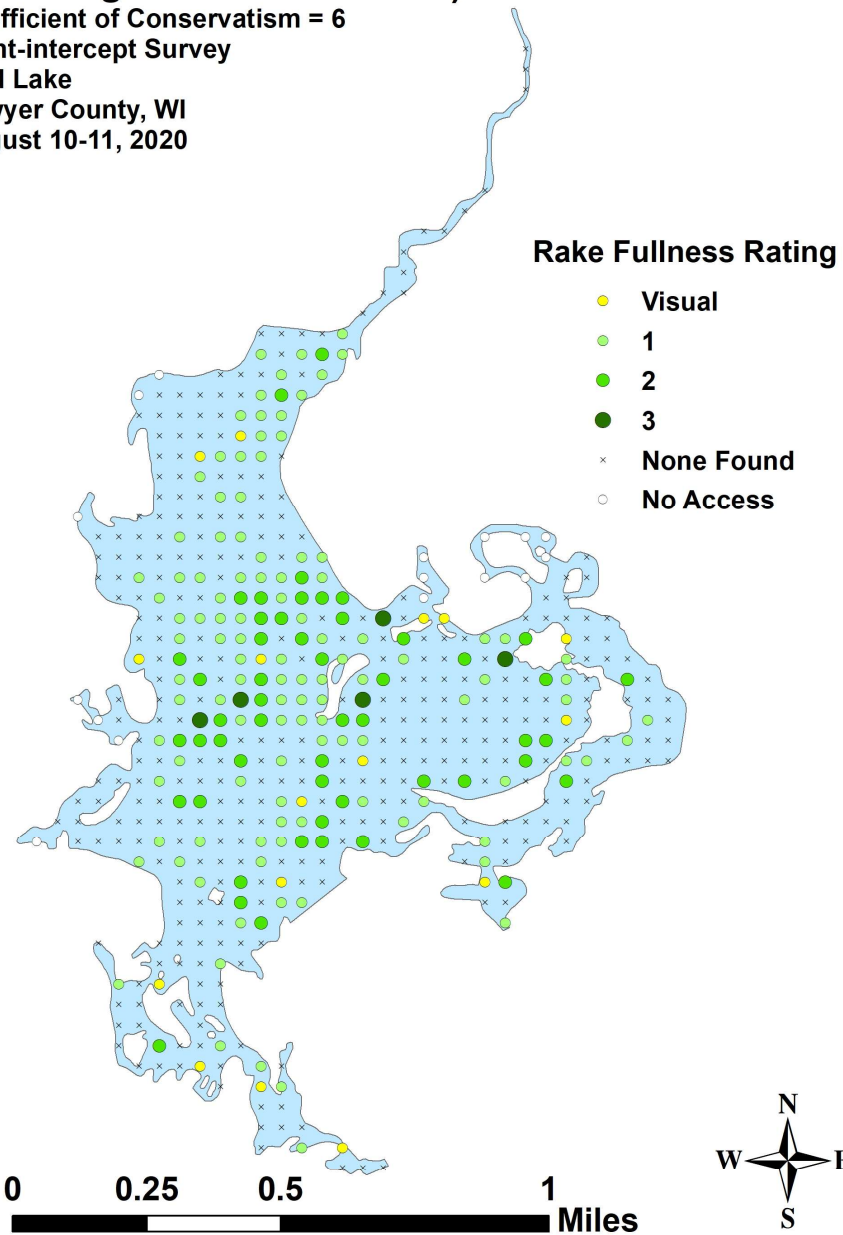 fficient of Conservatism = 6
nt-intercept Survey
l Lake
yer County, WI
ust 10-11, 2020
Rake Fullness Rating
Visual
1
2
3
None Found
No Access
N
W
S
0 0.25 0.5 1
Miles